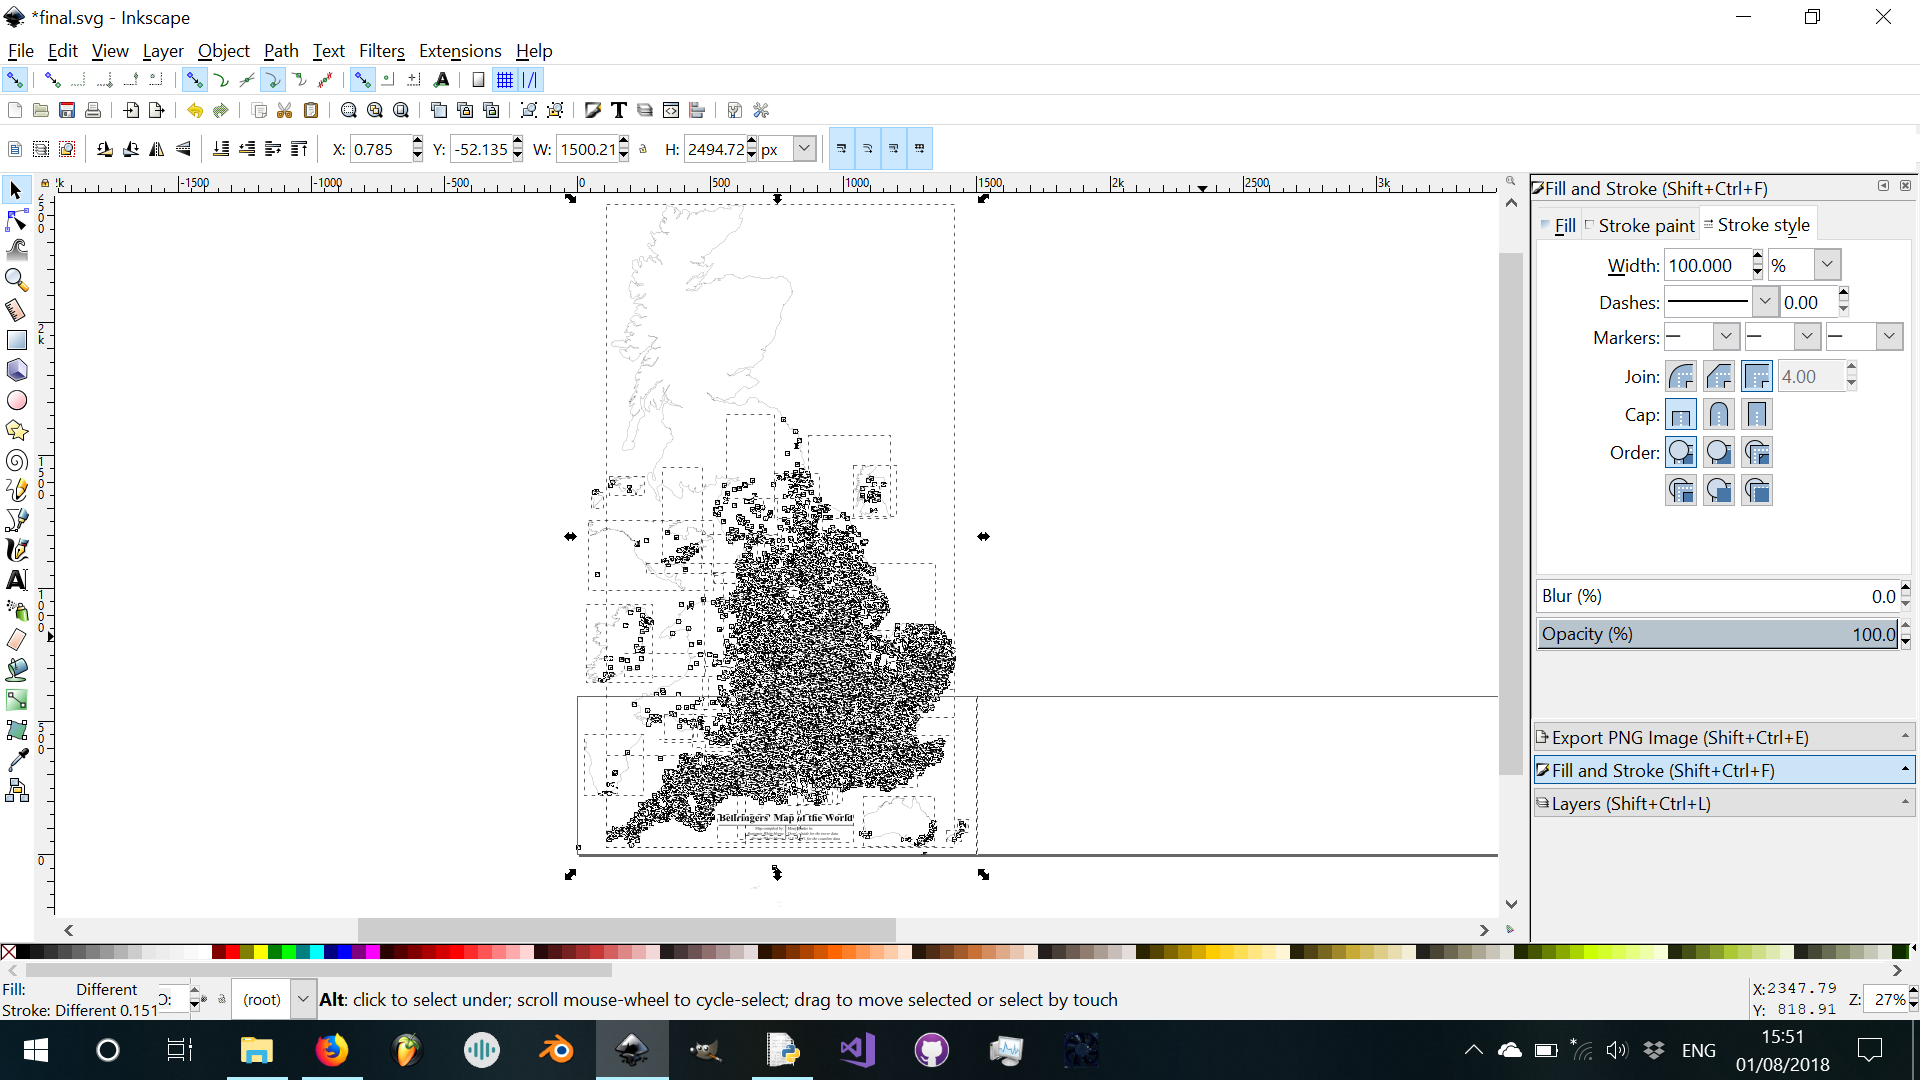 *final.svg - Inkscape
File Edit View Layer Object Path Text Filters Extensions Help
X: 0.785 Y: -52.135 W: 1500.21 H: 2494.72 px
-1500 -1000 -500 0 500 1000 1500 2k 2500 3k
Fill and Stroke (Shift+Ctrl+F)
Fill Stroke paint Stroke style
Width: 100.000 %
Dashes: 0.00
Markers:
Join: 4.00
Cap:
Order:
Blur (%) 0.0
Opacity (%) 100.0
Export PNG Image (Shift+Ctrl+E)
Fill and Stroke (Shift+Ctrl+F)
Layers (Shift+Ctrl+L)
Bellringers' Map of the World
Fill: Different
Stroke: Different 0.151
O:
(root)
Alt: click to select under; scroll mouse-wheel to cycle-select; drag to move selected or select by touch
X: 2347.79
Y: 818.91
Z: 27%
ENG
15:51
01/08/2018